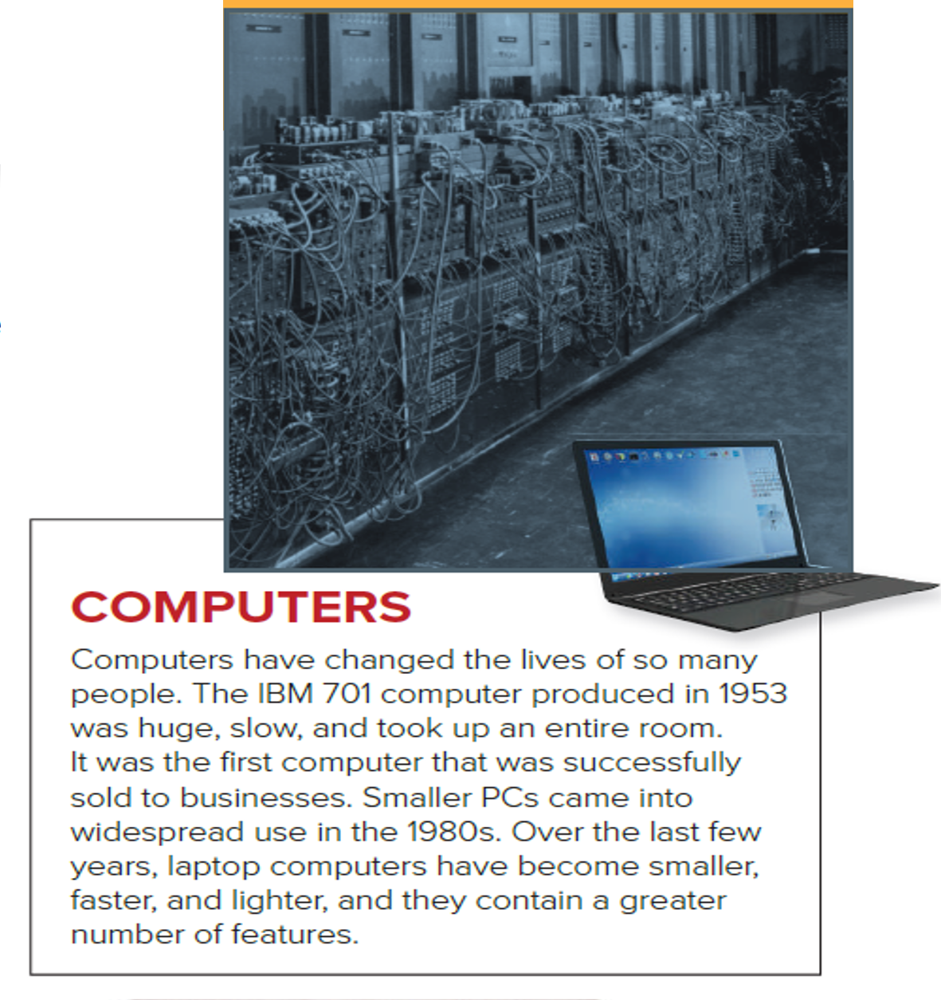 COMPUTERS
Computers have changed the lives of so many
people. The IBM 701 computer produced in 1953
was huge, slow, and took up an entire room.
It was the first computer that was successfully
sold to businesses. Smaller PCs came into
widespread use in the 1980s. Over the last few
years, laptop computers have become smaller,
faster, and lighter, and they contain a greater
number of features.